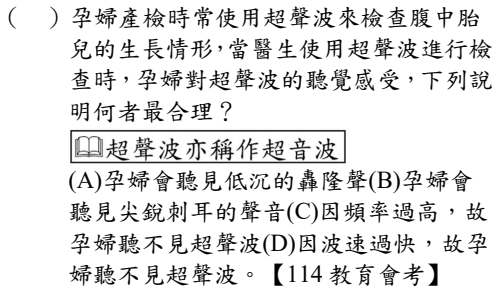 （　）孕婦產檢時常使用超聲波來檢查腹中胎
兒的生長情形，當醫生使用超聲波進行檢
查時，孕婦對超聲波的聽覺感受，下列說
明何者最合理？
超聲波亦稱作超音波
(A)孕婦會聽見低沉的轟隆聲(B)孕婦會
聽見尖銳刺耳的聲音(C)因頻率過高，故
孕婦聽不見超聲波(D)因波速過快，故孕
婦聽不見超聲波。【114 教育會考】